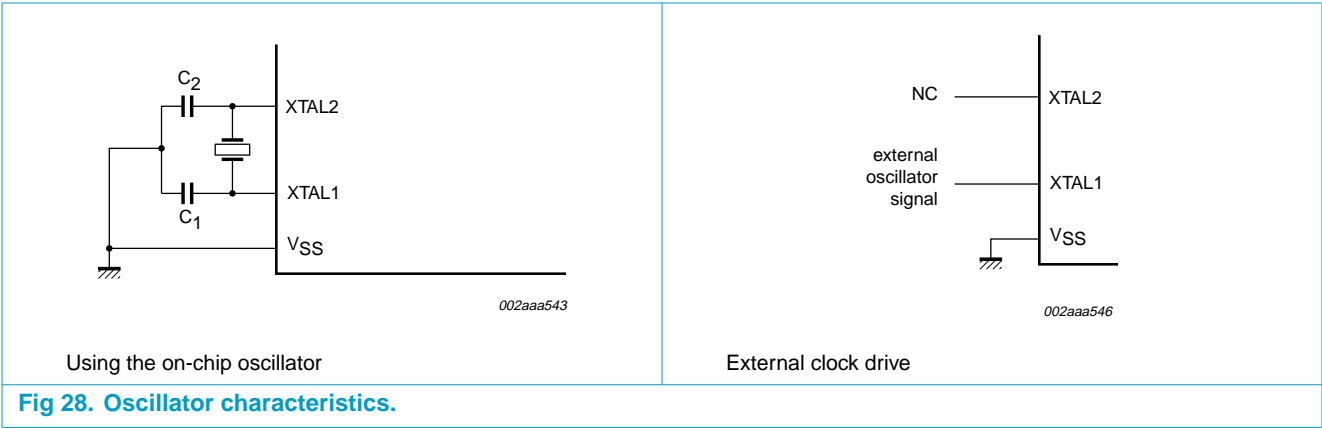 C2
XTAL2
XTAL1
C1
VSS
002aaa543
Using the on-chip oscillator
NC
XTAL2
external
oscillator
signal
XTAL1
VSS
002aaa546
External clock drive
Fig 28. Oscillator characteristics.